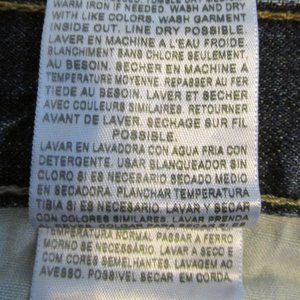 WARM IRON IF NEEDED WASH AND DRY
WITH LIKE COLORS. WASH GARMENT
INSIDE OUT. LINE DRY POSSIBLE.
LAVER EN MACHINE A L'EAU FROIDE.
BLANCHIMENT SANS CHLORE SEULEMENT,
AU BESOIN. SECHER EN MACHINE A
TEMPERATURE MOYENNE. REPASSER AU FER
TIEDE AU BESOIN. LAVER ET SECHER
AVEC COULEURS SIMILAIRES. RETOURNER
AVANT DE LAVER. SECHAGE SUR FIL
POSSIBLE.
LAVAR EN LAVADORA CON AGUA FRIA CON
DETERGENTE. USAR BLANQUEADOR SIN
CLORO SI ES NECESARIO SECADO MEDIO
EN SECADORA. PLANCHAR TEMPERATURA
TIBIA SI ES NECESARIO. LAVAR Y SECAR
CON COLORES SIMILARES. LAVAR PRENDA
TEMPERATURA NORMAL. PASSAR A FERRO
MORNO SE NECESSÁRIO. LAVAR A SECO E
COM CORES SEMELHANTES. LAVAGEM AO
AVESSO. POSSIVEL SECAR EM CORDA.